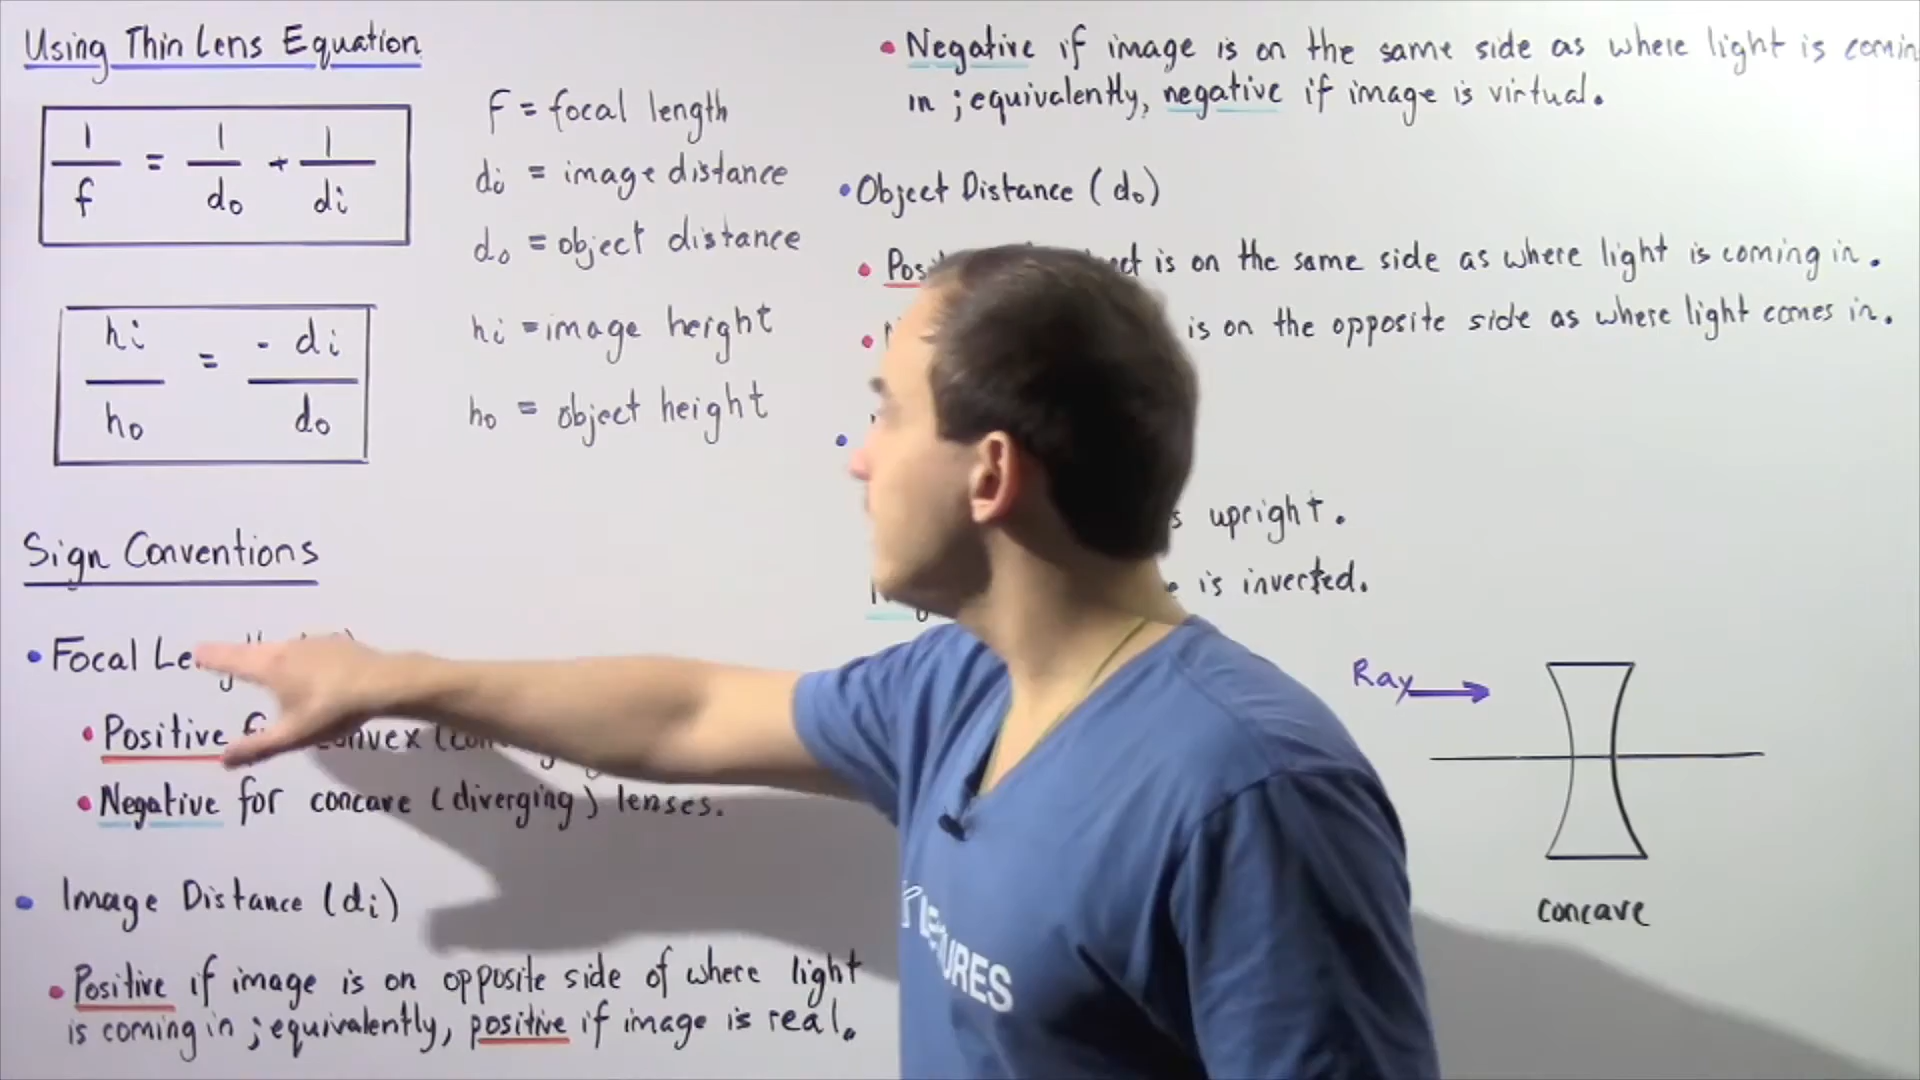 Using Thin Lens Equation
1/f = 1/do + 1/di
hi/ho = - di/do
f = focal length
di = image distance
do = object distance
hi = image height
ho = object height
Sign Conventions
• Focal
• Positive convex
• Negative for concave (diverging) lenses.
• Image Distance (di)
• Positive if image is on opposite side of where light
is coming in ; equivalently, positive if image is real.
• Negative if image is on the same side as where light is comin
in ; equivalently, negative if image is virtual.
• Object Distance (do)
• is on the same side as where light is coming in.
• is on the opposite side as where light comes in.
upright.
is inverted.
Ray
concave
LECTURES